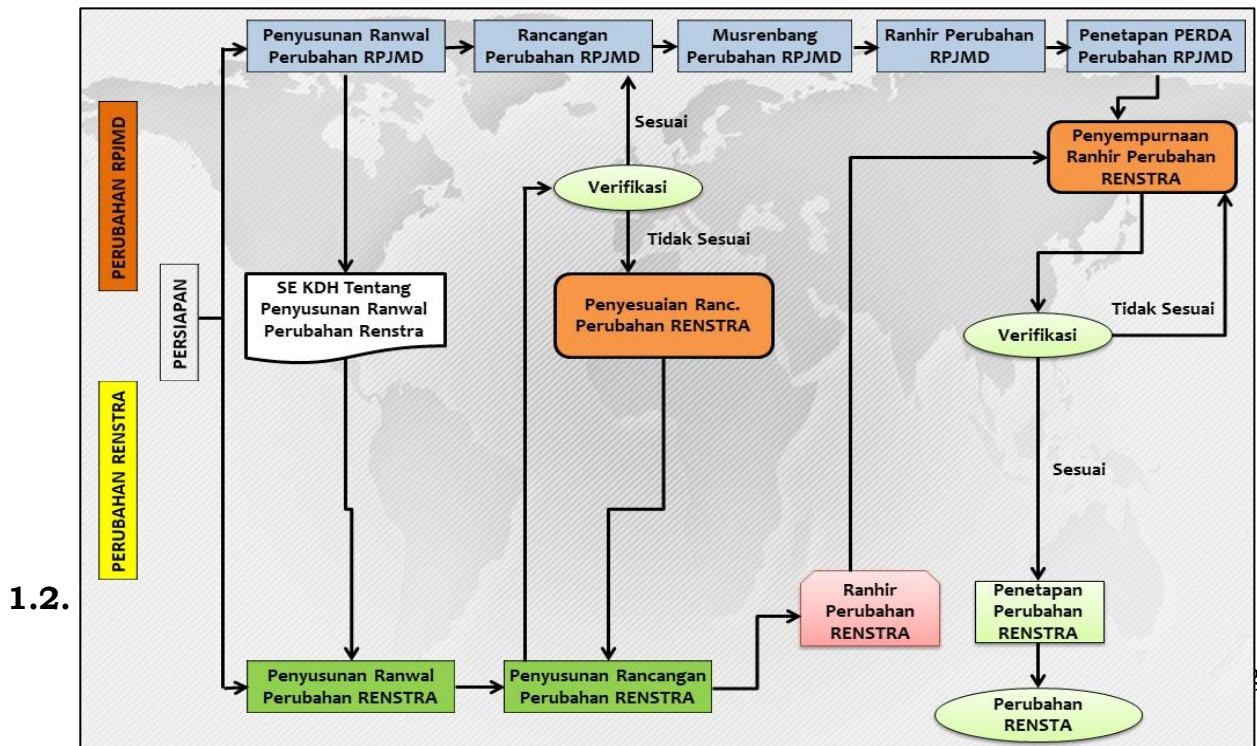 Penyusunan Ranwal
Perubahan RPJMD
Rancangan
Perubahan RPJMD
Musrenbang
Perubahan RPJMD
Ranhir Perubahan
RPJMD
Penetapan PERDA
Perubahan RPJMD
PERUBAHAN RPJMD
Sesuai
Verifikasi
Tidak Sesuai
Penyempurnaan
Ranhir Perubahan
RENSTRA
PERSIAPAN
SE KDH Tentang
Penyusunan Ranwal
Perubahan Renstra
Penyesuaian Ranc.
Perubahan RENSTRA
Tidak Sesuai
Verifikasi
PERUBAHAN RENSTRA
Sesuai
1.2.
Ranhir
Perubahan
RENSTRA
Penetapan
Perubahan
RENSTRA
Penyusunan Ranwal
Perubahan RENSTRA
Penyusunan Rancangan
Perubahan RENSTRA
Perubahan
RENSTA